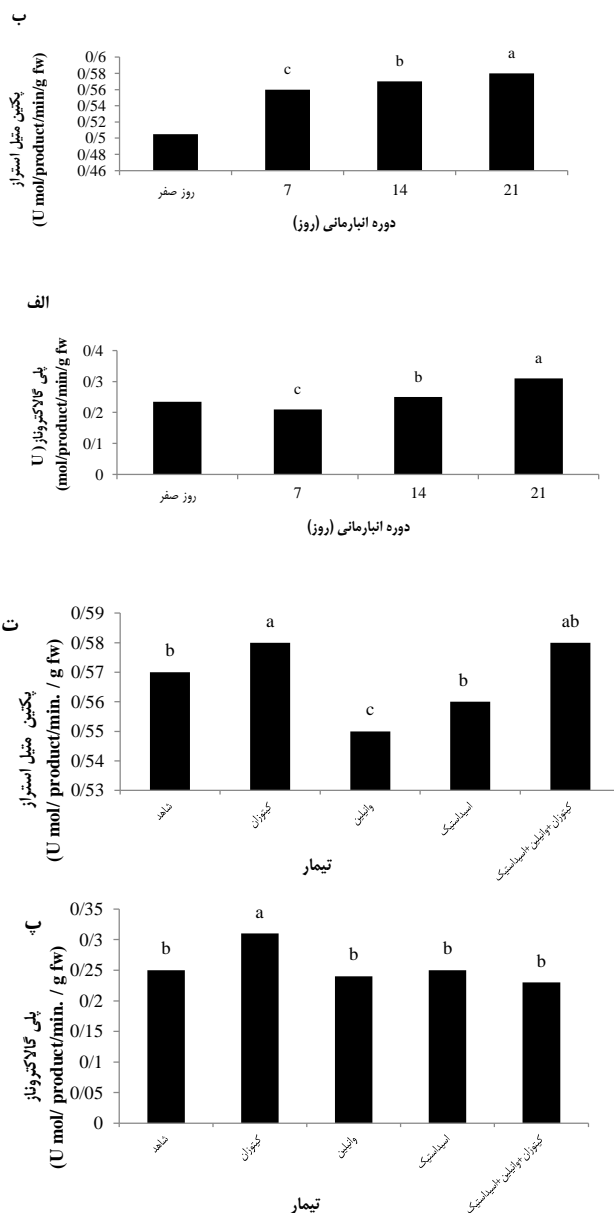 ب
پکتین متیل استراز
(U mol/product/min/g fw)
0/6
0/58
0/56
0/54
0/52
0/5
0/48
0/46
c
b
a
روز صفر
7
14
21
دوره انبارمانی (روز)
الف
پلی گالاکتروناز( U
(mol/product/min/g fw
0/4
0/3
0/2
0/1
0
c
b
a
روز صفر
7
14
21
دوره انبارمانی (روز)
ت
پکتین متیل استراز
(U mol/ product/min. / g fw)
0/59
0/58
0/57
0/56
0/55
0/54
0/53
b
a
c
b
ab
شاهد
کیتوزان
وانیلین
اسیداستیک
کیتوزان+وانیلین+اسیداستیک
تیمار
پ
پلی گالاکتروناز
(U mol/ product/min. / g fw)
0/35
0/3
0/25
0/2
0/15
0/1
0/05
0
b
a
b
b
b
شاهد
کیتوزان
وانیلین
اسیداستیک
کیتوزان+وانیلین+اسیداستیک
تیمار